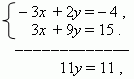 - 3x + 2y = - 4 ,
3x + 9y = 15 .
11y = 11 ,